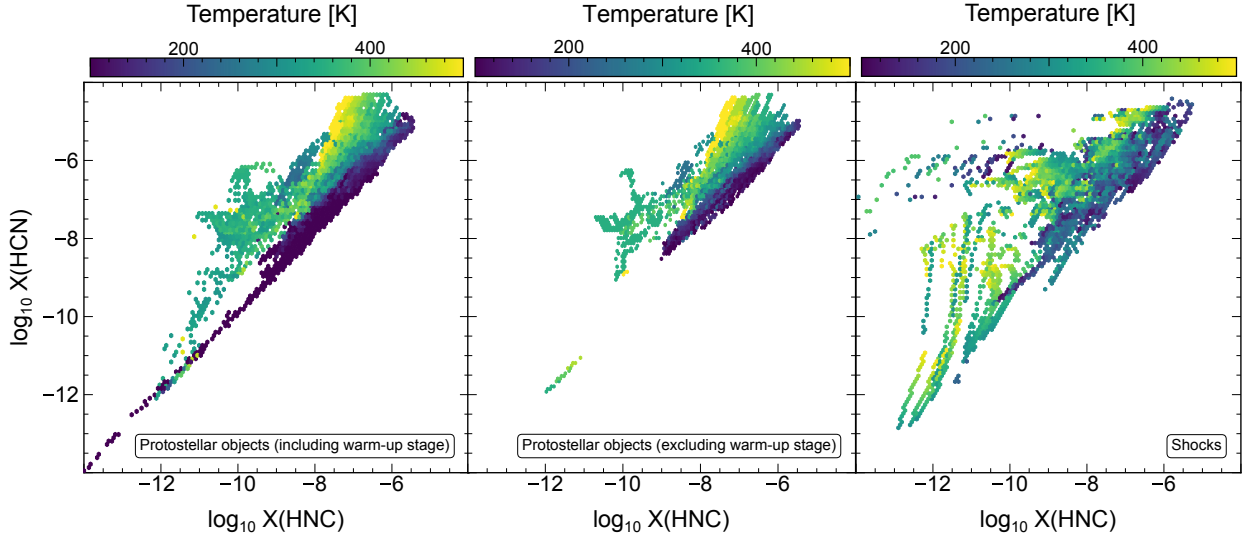 Temperature [K] Temperature [K] Temperature [K]
200 400 200 400 200 400
−6
−8
−10
−12
log₁₀ X(HCN)
Protostellar objects (including warm-up stage) Protostellar objects (excluding warm-up stage) Shocks
−12 −10 −8 −6 −12 −10 −8 −6 −12 −10 −8 −6
log₁₀ X(HNC) log₁₀ X(HNC) log₁₀ X(HNC)